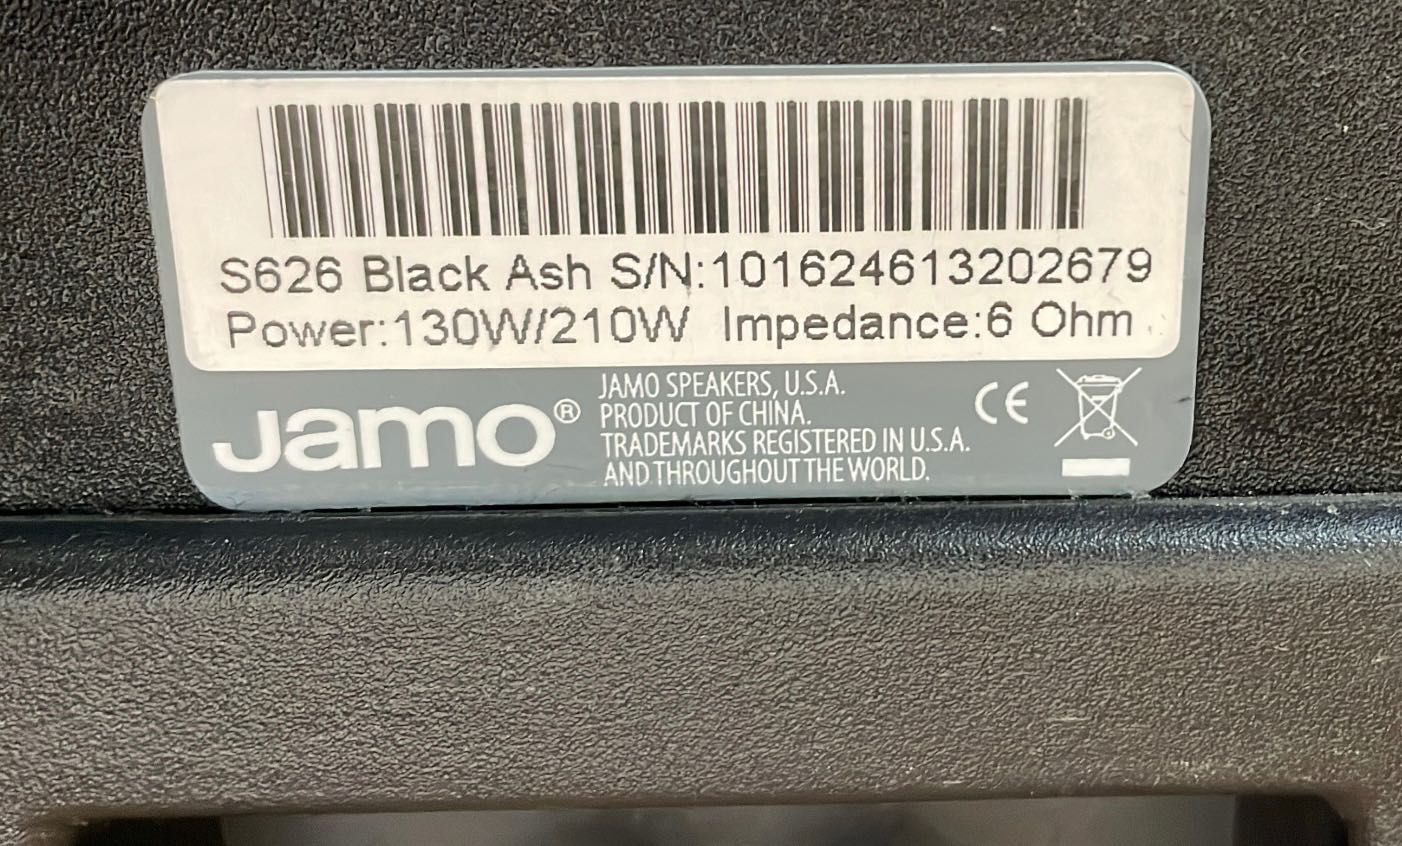 S626 Black Ash S/N:101624613202679
Power:130W/210W Impedance:6 Ohm
Jamo®
JAMO SPEAKERS, U.S.A.
PRODUCT OF CHINA.
TRADEMARKS REGISTERED IN U.S.A.
AND THROUGHOUT THE WORLD.
CE